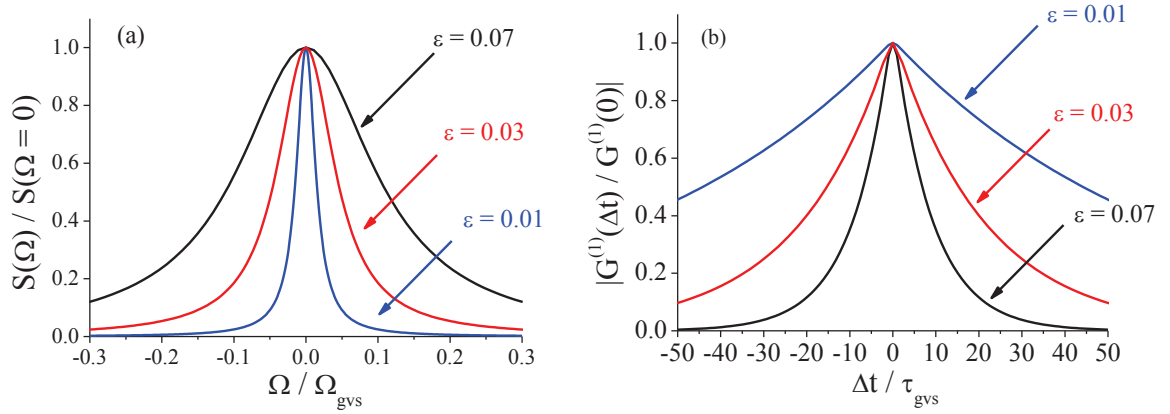 (a)
ε = 0.07
ε = 0.03
ε = 0.01
S(Ω) / S(Ω = 0)
1.0
0.8
0.6
0.4
0.2
0.0
-0.3 -0.2 -0.1 0.0 0.1 0.2 0.3
Ω / Ω_gvs
(b)
ε = 0.01
ε = 0.03
ε = 0.07
|G^(1)(Δt) / G^(1)(0)|
1.0
0.8
0.6
0.4
0.2
0.0
-50 -40 -30 -20 -10 0 10 20 30 40 50
Δt / τ_gvs